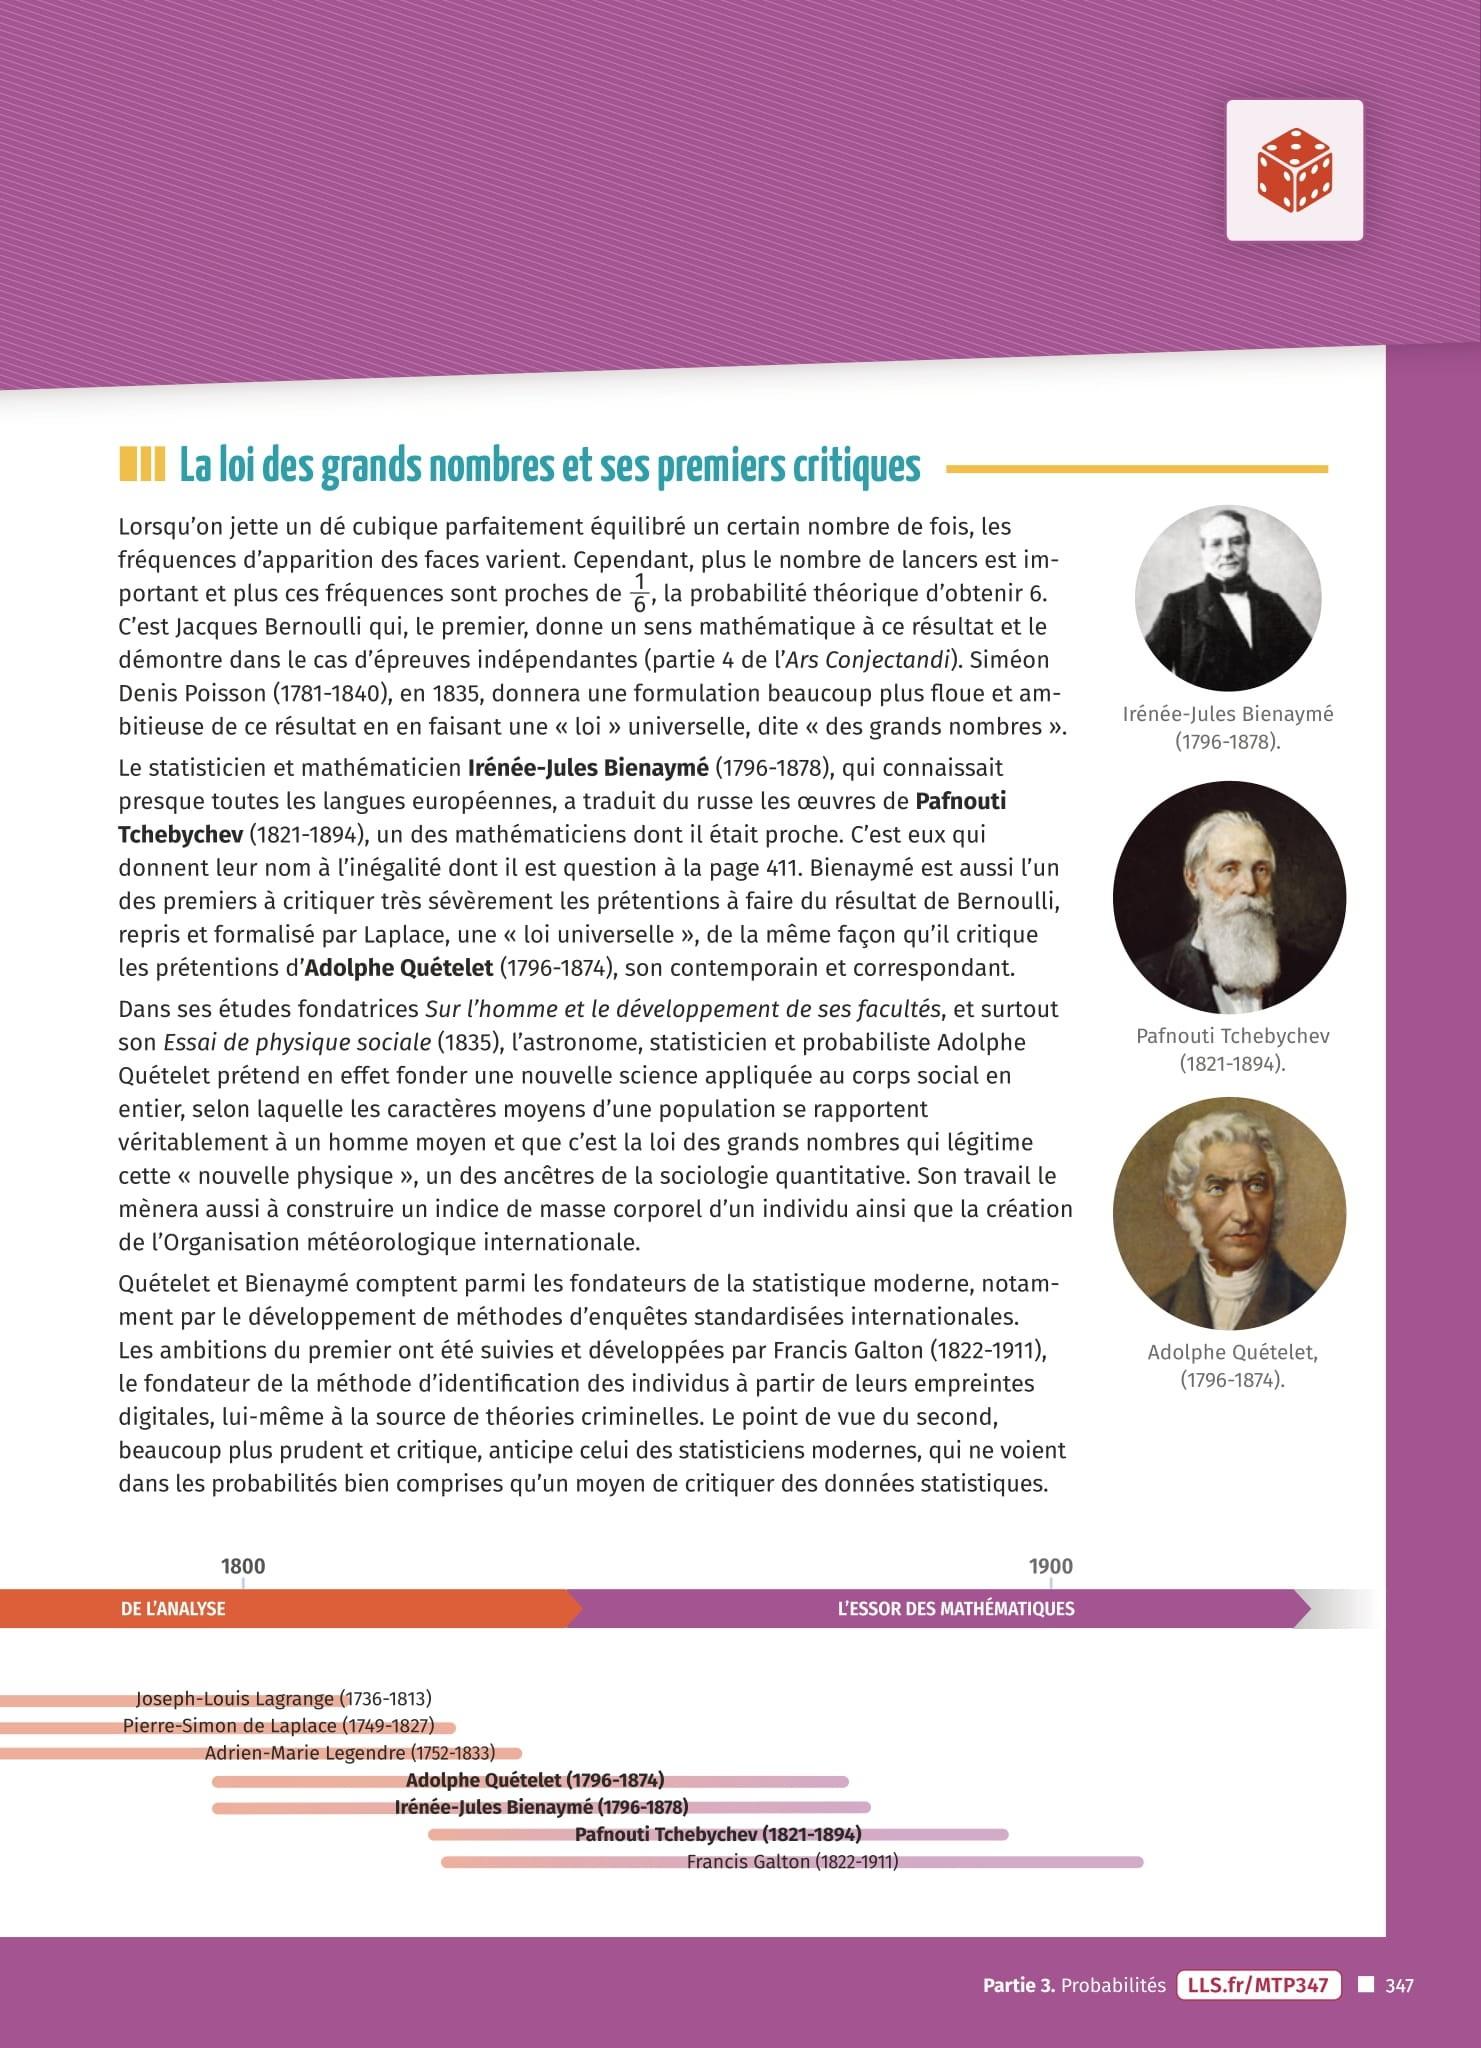 La loi des grands nombres et ses premiers critiques
Lorsqu'on jette un dé cubique parfaitement équilibré un certain nombre de fois, les
fréquences d'apparition des faces varient. Cependant, plus le nombre de lancers est im-
portant et plus ces fréquences sont proches de 1/6, la probabilité théorique d'obtenir 6.
C'est Jacques Bernoulli qui, le premier, donne un sens mathématique à ce résultat et le
démontre dans le cas d'épreuves indépendantes (partie 4 de l'Ars Conjectandi). Siméon
Denis Poisson (1781-1840), en 1835, donnera une formulation beaucoup plus floue et am-
bitieuse de ce résultat en en faisant une « loi » universelle, dite « des grands nombres ».
Le statisticien et mathématicien Irénée-Jules Bienaymé (1796-1878), qui connaissait
presque toutes les langues européennes, a traduit du russe les œuvres de Pafnouti
Tchebychev (1821-1894), un des mathématiciens dont il était proche. C'est eux qui
donnent leur nom à l'inégalité dont il est question à la page 411. Bienaymé est aussi l'un
des premiers à critiquer très sévèrement les prétentions à faire du résultat de Bernoulli,
repris et formalisé par Laplace, une « loi universelle », de la même façon qu'il critique
les prétentions d'Adolphe Quételet (1796-1874), son contemporain et correspondant.
Dans ses études fondatrices Sur l'homme et le développement de ses facultés, et surtout
son Essai de physique sociale (1835), l'astronome, statisticien et probabiliste Adolphe
Quételet prétend en effet fonder une nouvelle science appliquée au corps social en
entier, selon laquelle les caractères moyens d'une population se rapportent
véritablement à un homme moyen et que c'est la loi des grands nombres qui légitime
cette « nouvelle physique », un des ancêtres de la sociologie quantitative. Son travail le
mènera aussi à construire un indice de masse corporel d'un individu ainsi que la création
de l'Organisation météorologique internationale.
Quételet et Bienaymé comptent parmi les fondateurs de la statistique moderne, notam-
ment par le développement de méthodes d'enquêtes standardisées internationales.
Les ambitions du premier ont été suivies et développées par Francis Galton (1822-1911),
le fondateur de la méthode d'identification des individus à partir de leurs empreintes
digitales, lui-même à la source de théories criminelles. Le point de vue du second,
beaucoup plus prudent et critique, anticipe celui des statisticiens modernes, qui ne voient
dans les probabilités bien comprises qu'un moyen de critiquer des données statistiques.
Irénée-Jules Bienaymé
(1796-1878).
Pafnouti Tchebychev
(1821-1894).
Adolphe Quételet,
(1796-1874).
1800
1900
DE L'ANALYSE
L'ESSOR DES MATHÉMATIQUES
Joseph-Louis Lagrange (1736-1813)
Pierre-Simon de Laplace (1749-1827)
Adrien-Marie Legendre (1752-1833)
Adolphe Quételet (1796-1874)
Irénée-Jules Bienaymé (1796-1878)
Pafnouti Tchebychev (1821-1894)
Francis Galton (1822-1911)
Partie 3. Probabilités LLS.fr/MTP347 347